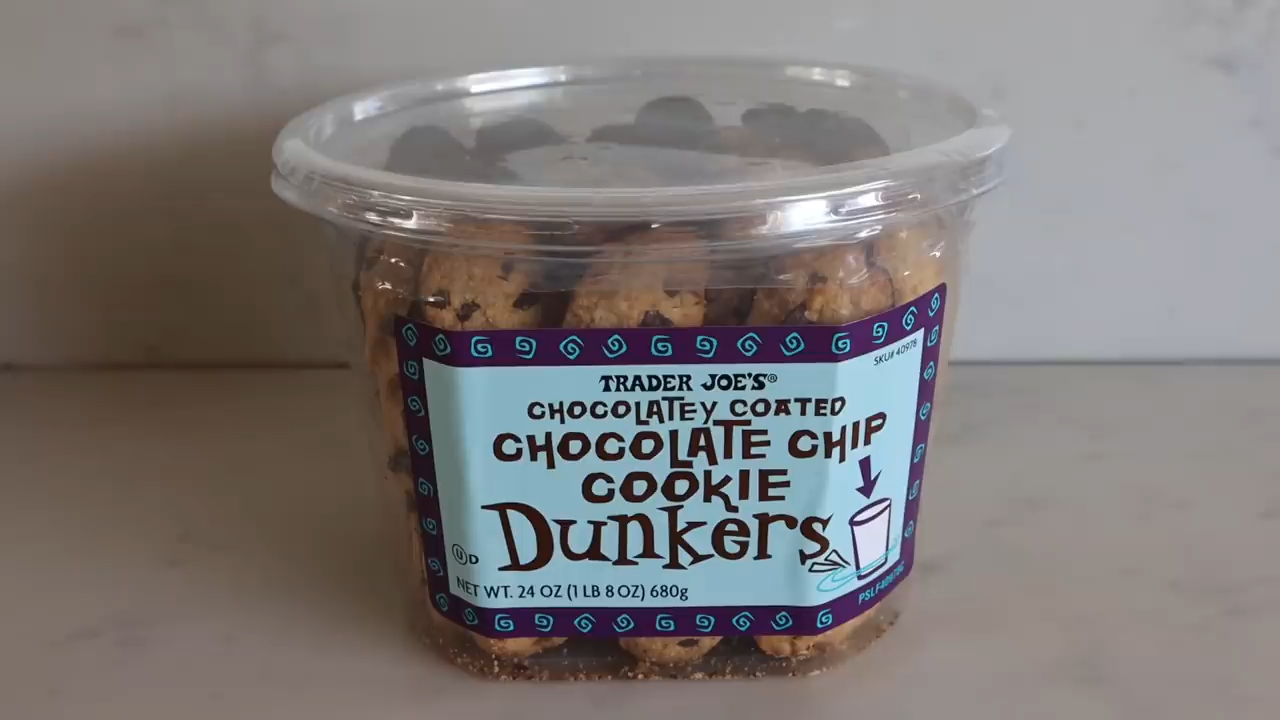 SKU# 40978
TRADER JOE'S®
CHOCOLATEY COATED
CHOCOLATE CHIP
COOKIE
Dunkers
ⓊD
NET WT. 24 OZ (1 LB 8 OZ) 680g